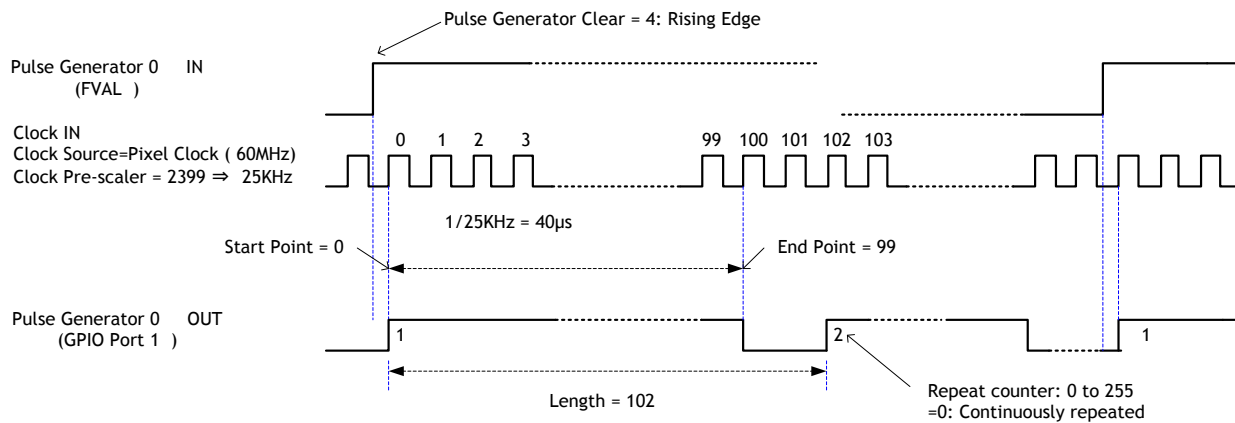 Pulse Generator Clear = 4: Rising Edge
Pulse Generator 0 IN
(FVAL )
Clock IN
Clock Source=Pixel Clock ( 60MHz)
Clock Pre-scaler = 2399 ⇒ 25KHz
0 1 2 3 99 100 101 102 103
1/25KHz = 40µs
Start Point = 0
End Point = 99
Pulse Generator 0 OUT
(GPIO Port 1 )
1 2 1
Length = 102
Repeat counter: 0 to 255
=0: Continuously repeated